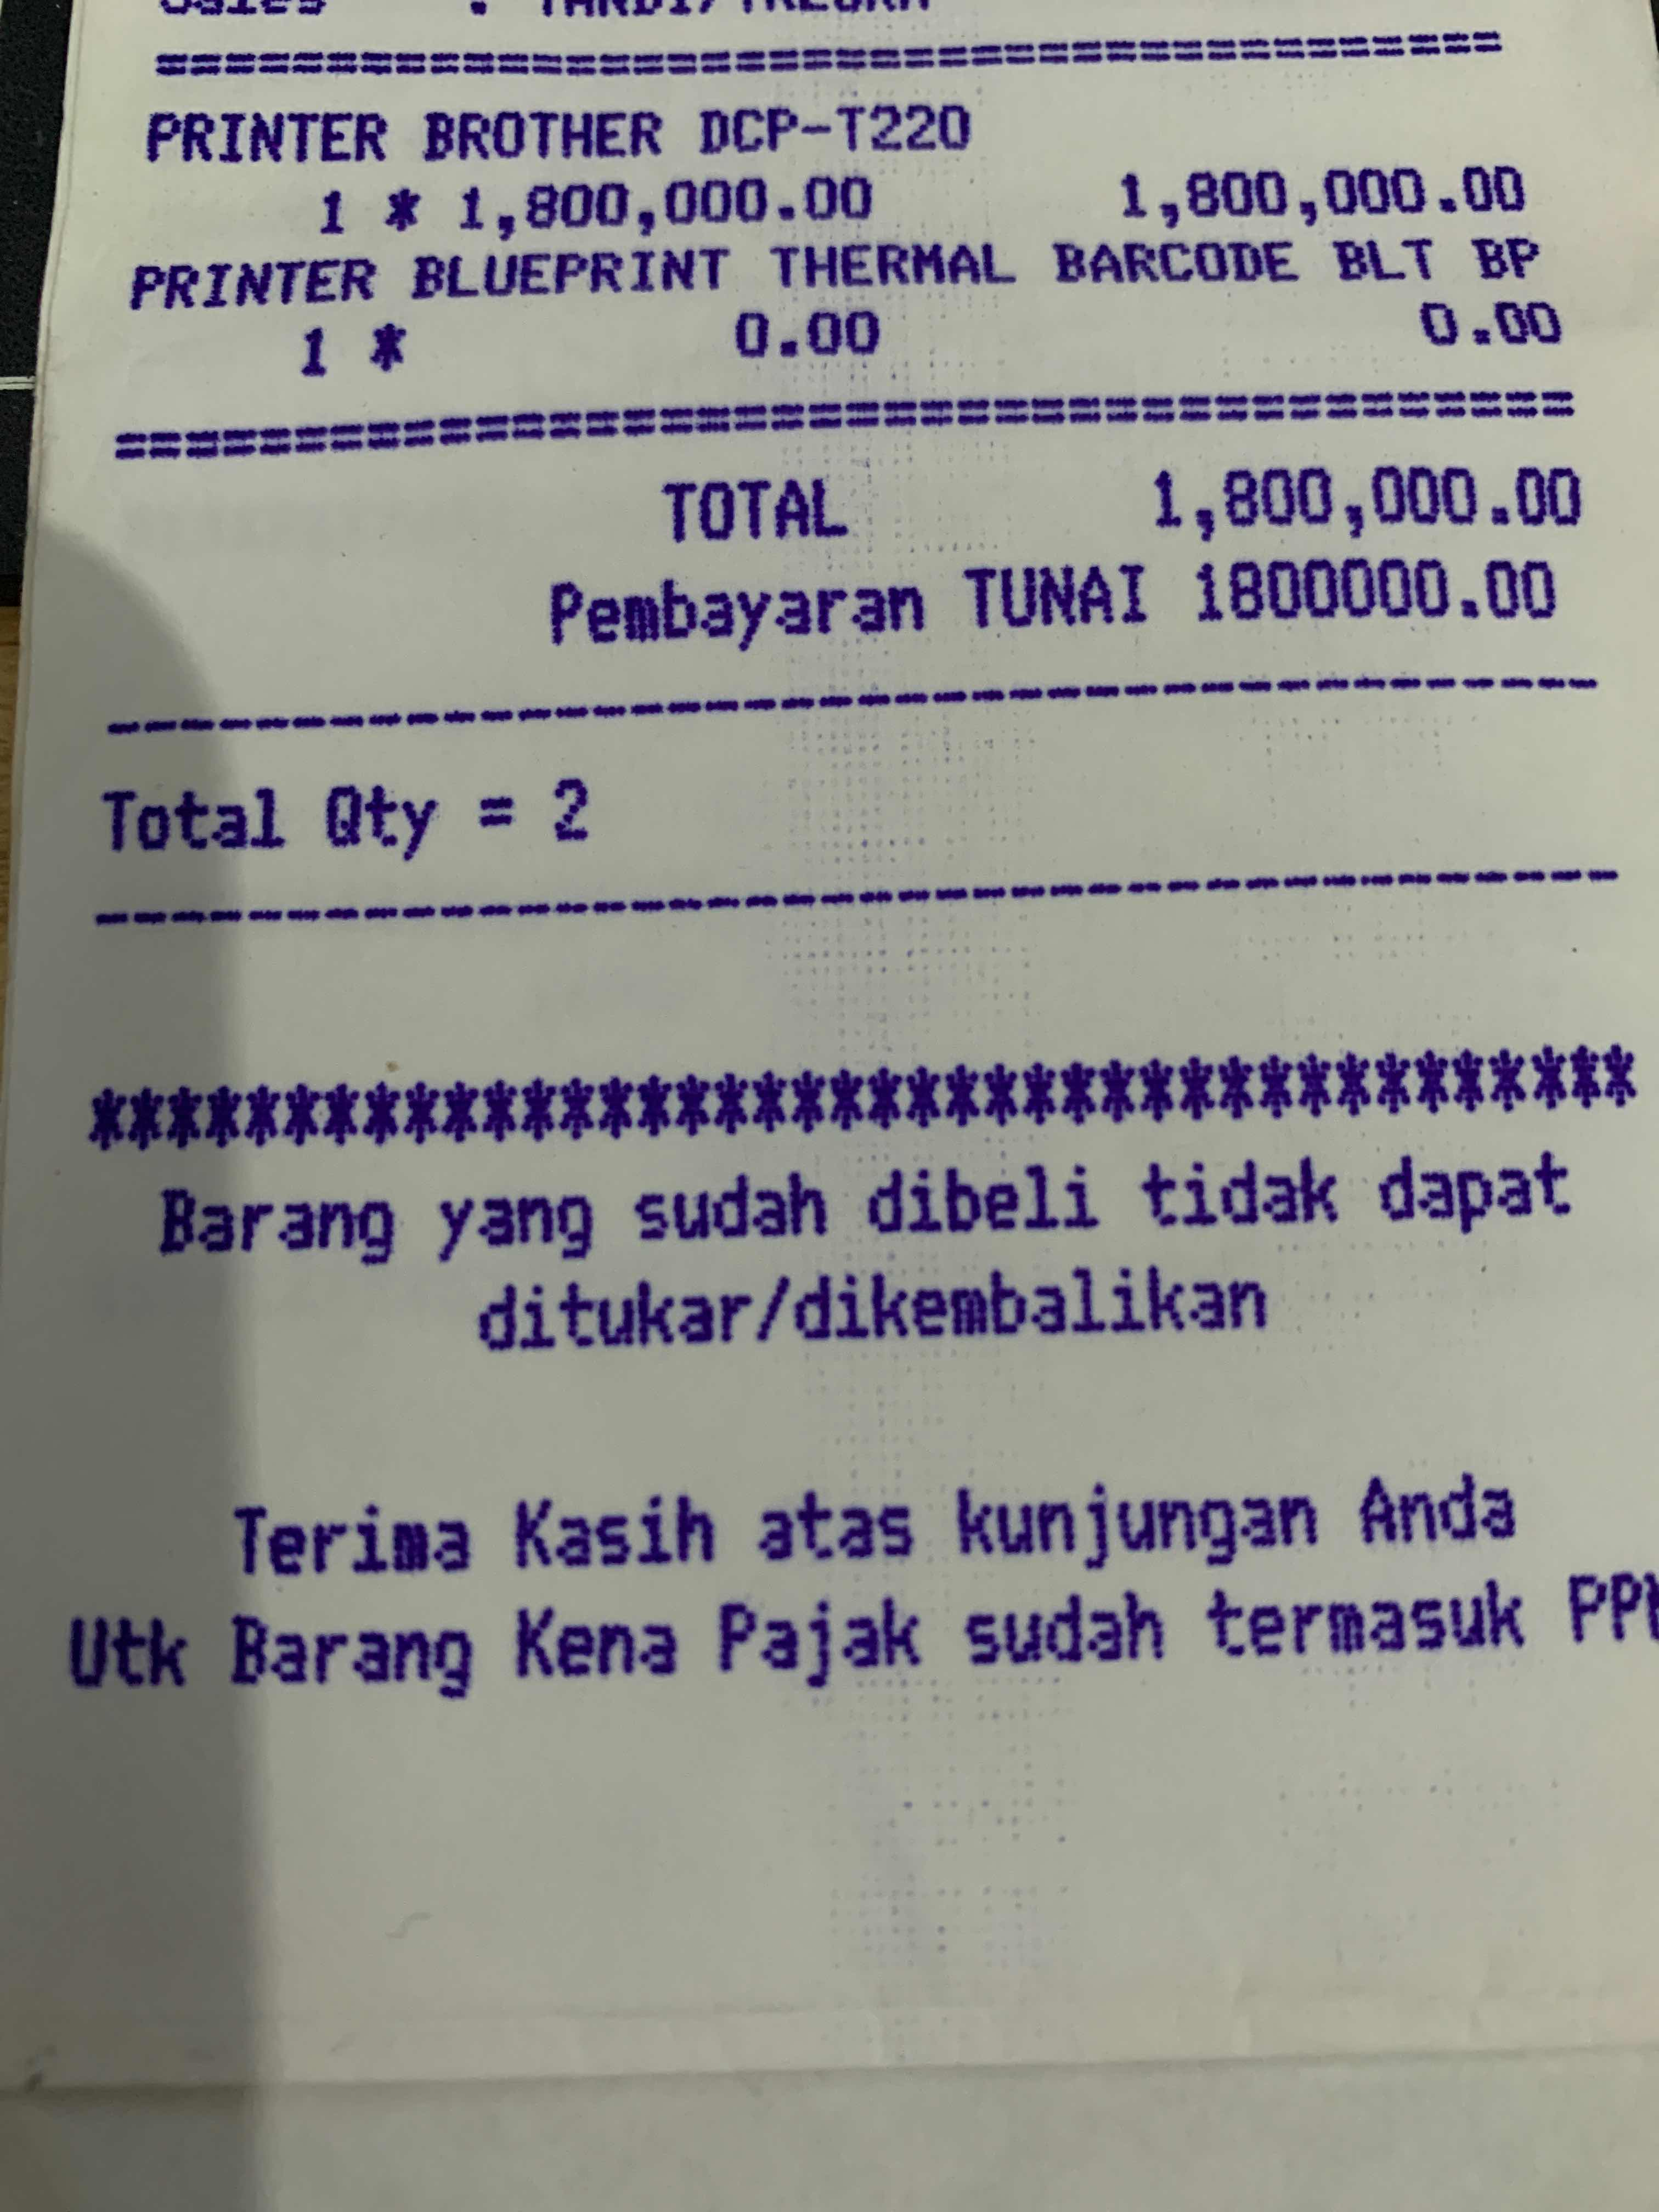 ========================================
PRINTER BROTHER DCP-T220
1 * 1,800,000.00 1,800,000.00
PRINTER BLUEPRINT THERMAL BARCODE BLT BP
1 * 0.00 0.00
========================================
TOTAL 1,800,000.00
Pembayaran TUNAI 1800000.00
----------------------------------------
Total Qty = 2
----------------------------------------
****************************************
Barang yang sudah dibeli tidak dapat
ditukar/dikembalikan
Terima Kasih atas kunjungan Anda
Utk Barang Kena Pajak sudah termasuk